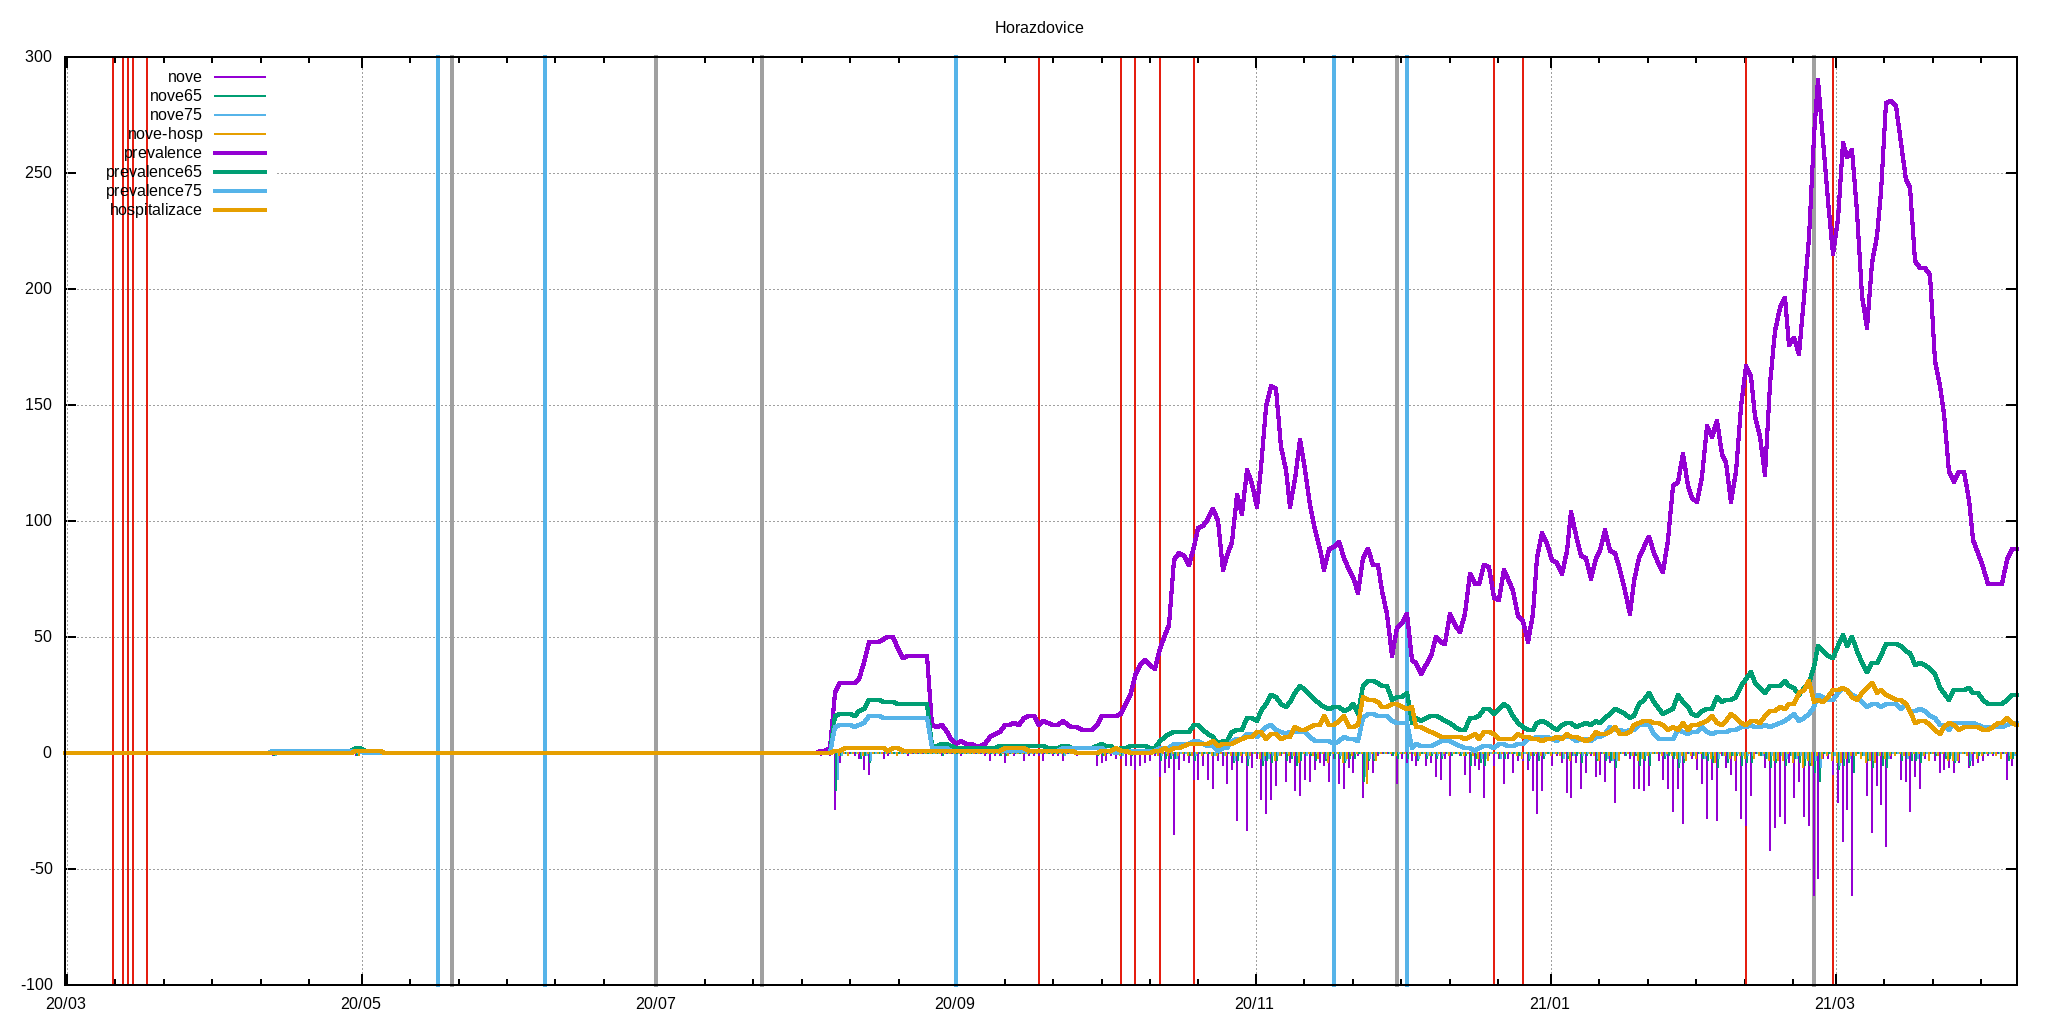 Horazdovice
300
250
200
150
100
50
0
-50
-100
nove
nove65
nove75
nove-hosp
prevalence
prevalence65
prevalence75
hospitalizace
20/03 20/05 20/07 20/09 20/11 21/01 21/03